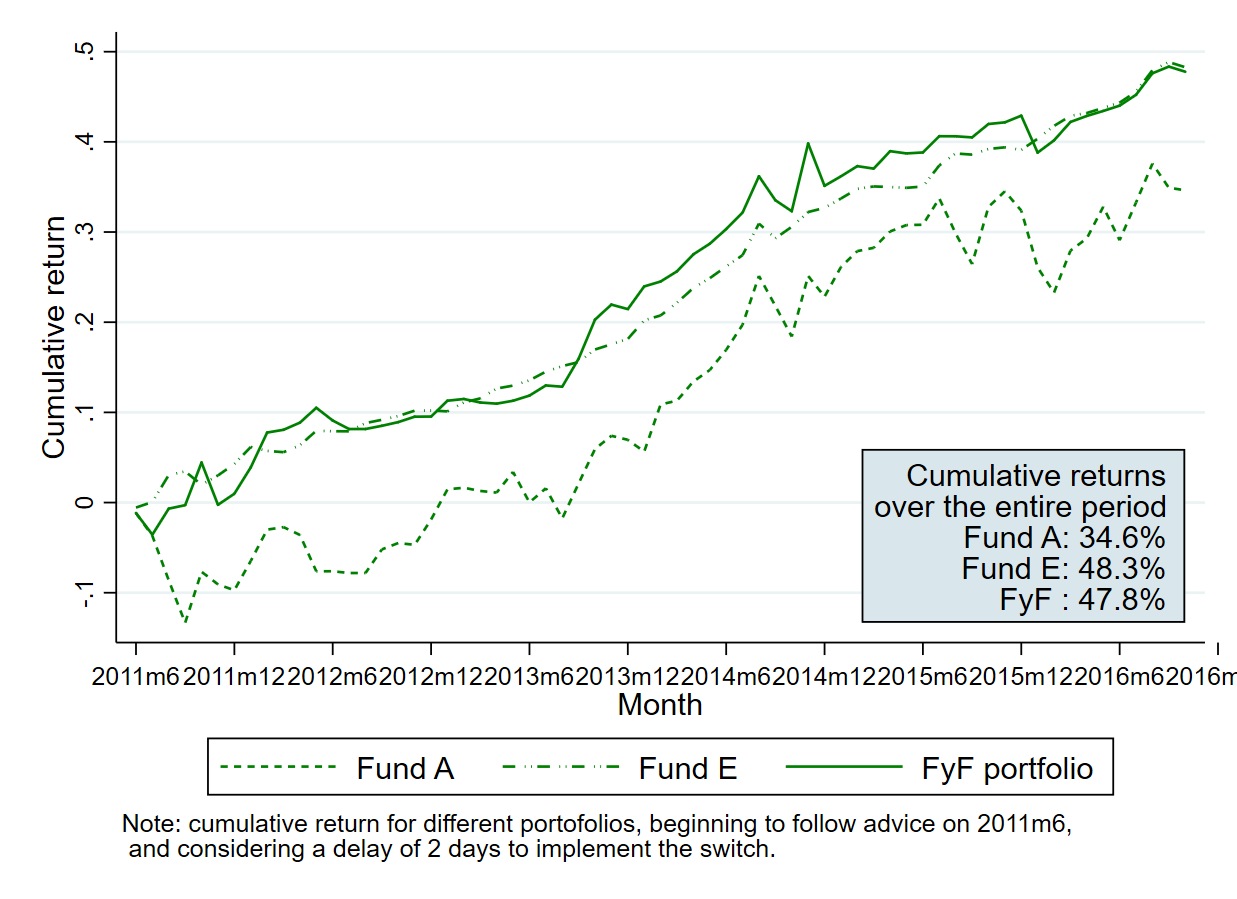 .5
.4
.3
.2
.1
0
-.1
Cumulative return
Cumulative returns
over the entire period
Fund A: 34.6%
Fund E: 48.3%
FyF : 47.8%
2011m6 2011m12 2012m6 2012m12 2013m6 2013m12 2014m6 2014m12 2015m6 2015m12 2016m6 2016m
Month
Fund A Fund E FyF portfolio
Note: cumulative return for different portofolios, beginning to follow advice on 2011m6,
and considering a delay of 2 days to implement the switch.